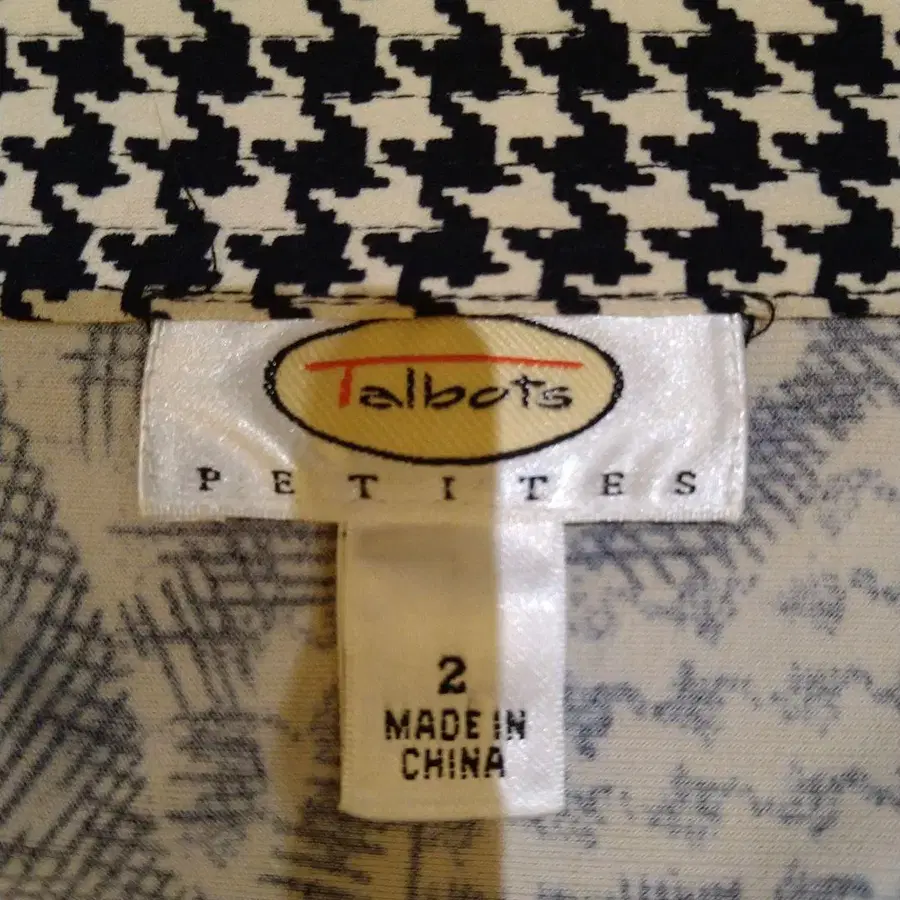 Talbots
PETITES
2
MADE IN
CHINA